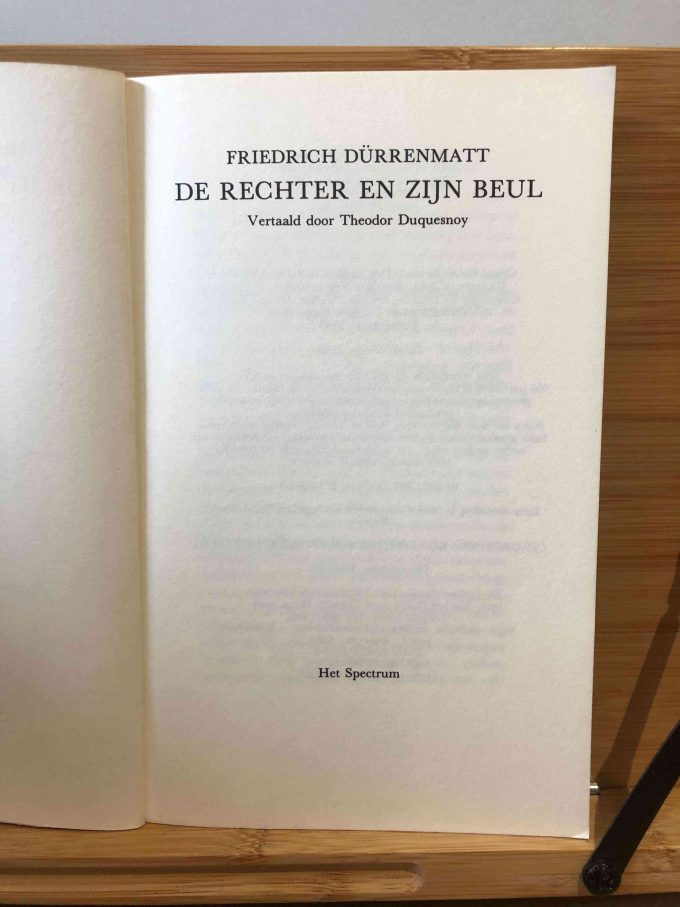 FRIEDRICH DÜRRENMATT
DE RECHTER EN ZIJN BEUL
Vertaald door Theodor Duquesnoy
Het Spectrum